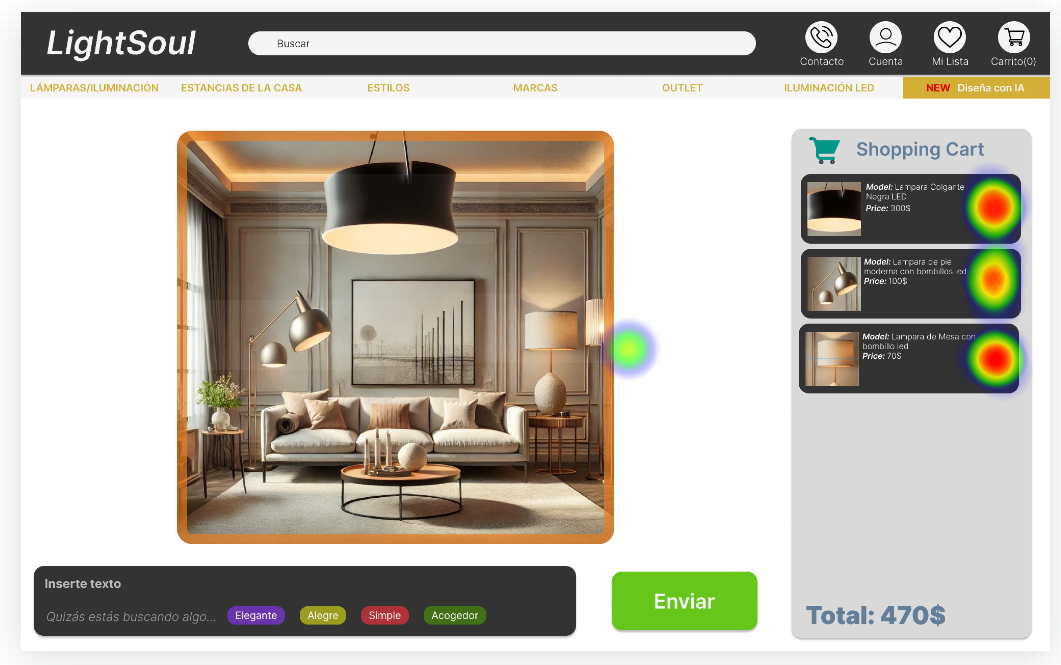 LightSoul
Buscar
Contacto
Cuenta
Mi Lista
Carrito(0)
LÁMPARAS/ILUMINACIÓN
ESTANCIAS DE LA CASA
ESTILOS
MARCAS
OUTLET
ILUMINACIÓN LED
NEW Diseña con IA
Shopping Cart
Model: Lampara Colgante
Negra LED
Price: 300$
Model: Lampara de pie
moderna con bombillos led
Price: 100$
Model: Lampara de Mesa con
bombillo led
Price: 70$
Inserte texto
Quizás estás buscando algo...
Elegante
Alegre
Simple
Acogedor
Enviar
Total: 470$